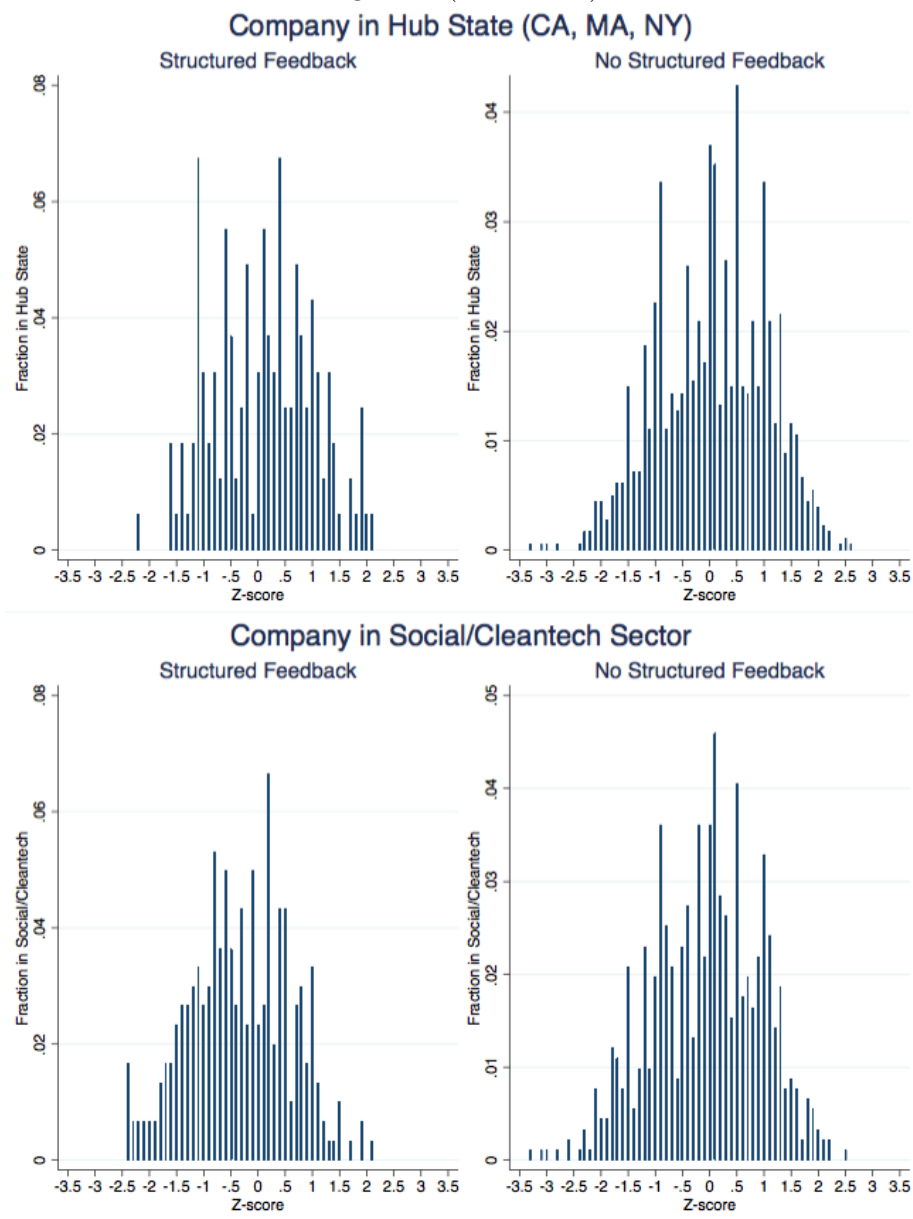 Company in Hub State (CA, MA, NY)
Structured Feedback
No Structured Feedback
Fraction in Hub State
0 .02 .04 .06 .08
-3.5 -3 -2.5 -2 -1.5 -1 -.5 0 .5 1 1.5 2 2.5 3 3.5
Z-score
Fraction in Hub State
0 .01 .02 .03 .04
-3.5 -3 -2.5 -2 -1.5 -1 -.5 0 .5 1 1.5 2 2.5 3 3.5
Z-score
Company in Social/Cleantech Sector
Structured Feedback
No Structured Feedback
Fraction in Social/Cleantech
0 .02 .04 .06 .08
-3.5 -3 -2.5 -2 -1.5 -1 -.5 0 .5 1 1.5 2 2.5 3 3.5
Z-score
Fraction in Social/Cleantech
0 .01 .02 .03 .04 .05
-3.5 -3 -2.5 -2 -1.5 -1 -.5 0 .5 1 1.5 2 2.5 3 3.5
Z-score